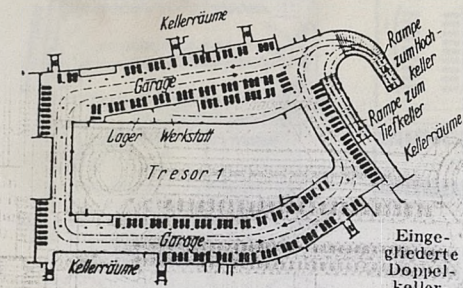 Kellerräume
Rampe
zum Hoch-
keller
Garage
Rampe zum
Tiefkeller
Lager Werkstatt
Kellerräume
Tresor 1
Garage
Kellerräume
Einge-
gliederte
Doppel-
keller